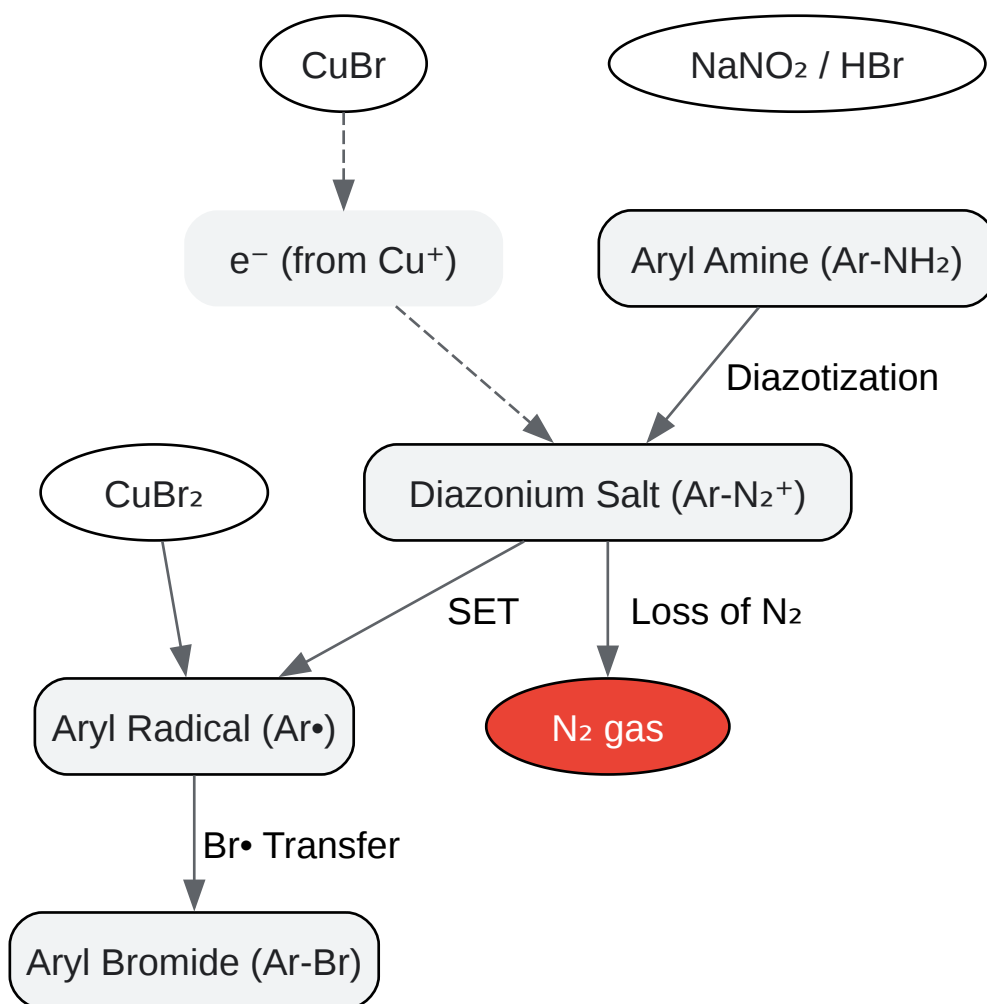 CuBr
NaNO₂ / HBr
e⁻ (from Cu⁺)
Aryl Amine (Ar-NH₂)
Diazotization
CuBr₂
Diazonium Salt (Ar-N₂⁺)
SET
Loss of N₂
Aryl Radical (Ar•)
N₂ gas
Br• Transfer
Aryl Bromide (Ar-Br)